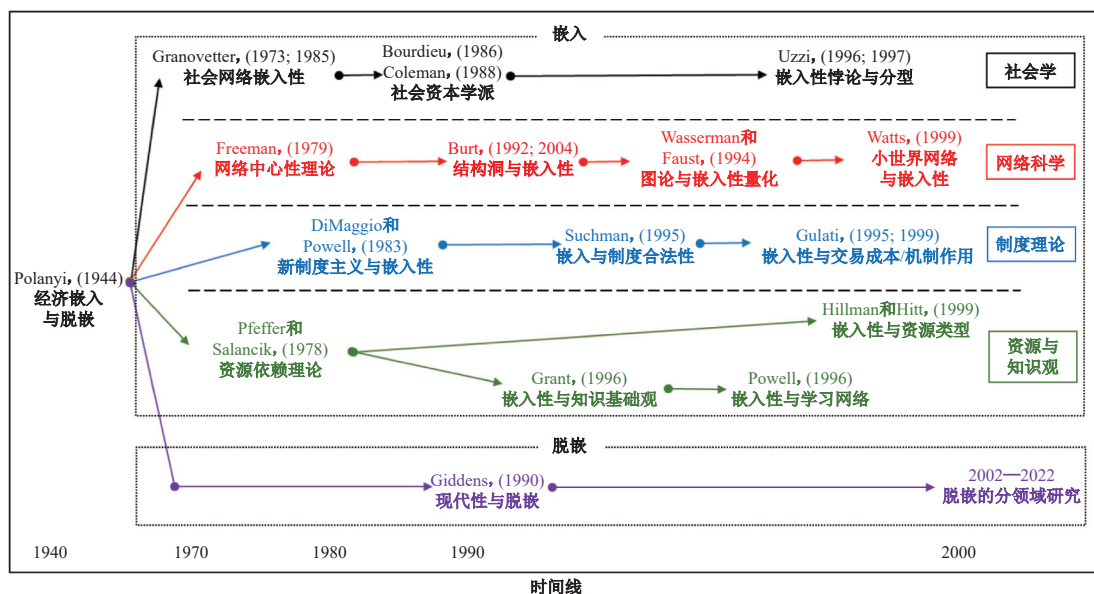 嵌入
Granovetter, (1973; 1985)
社会网络嵌入性
Bourdieu, (1986)
Coleman, (1988)
社会资本学派
Uzzi, (1996; 1997)
嵌入性悖论与分型
社会学
Freeman, (1979)
网络中心性理论
Burt, (1992; 2004)
结构洞与嵌入性
Wasserman和
Faust, (1994)
图论与嵌入性量化
Watts, (1999)
小世界网络
与嵌入性
网络科学
DiMaggio和
Powell, (1983)
新制度主义与嵌入性
Suchman, (1995)
嵌入与制度合法性
Gulati, (1995; 1999)
嵌入性与交易成本/机制作用
制度理论
Polanyi, (1944)
经济嵌入
与脱嵌
Pfeffer和
Salancik, (1978)
资源依赖理论
Hillman和Hitt, (1999)
嵌入性与资源类型
Grant, (1996)
嵌入性与知识基础观
Powell, (1996)
嵌入性与学习网络
资源与
知识观
脱嵌
Giddens, (1990)
现代性与脱嵌
2002—2022
脱嵌的分领域研究
1940
1970
1980
1990
2000
时间线